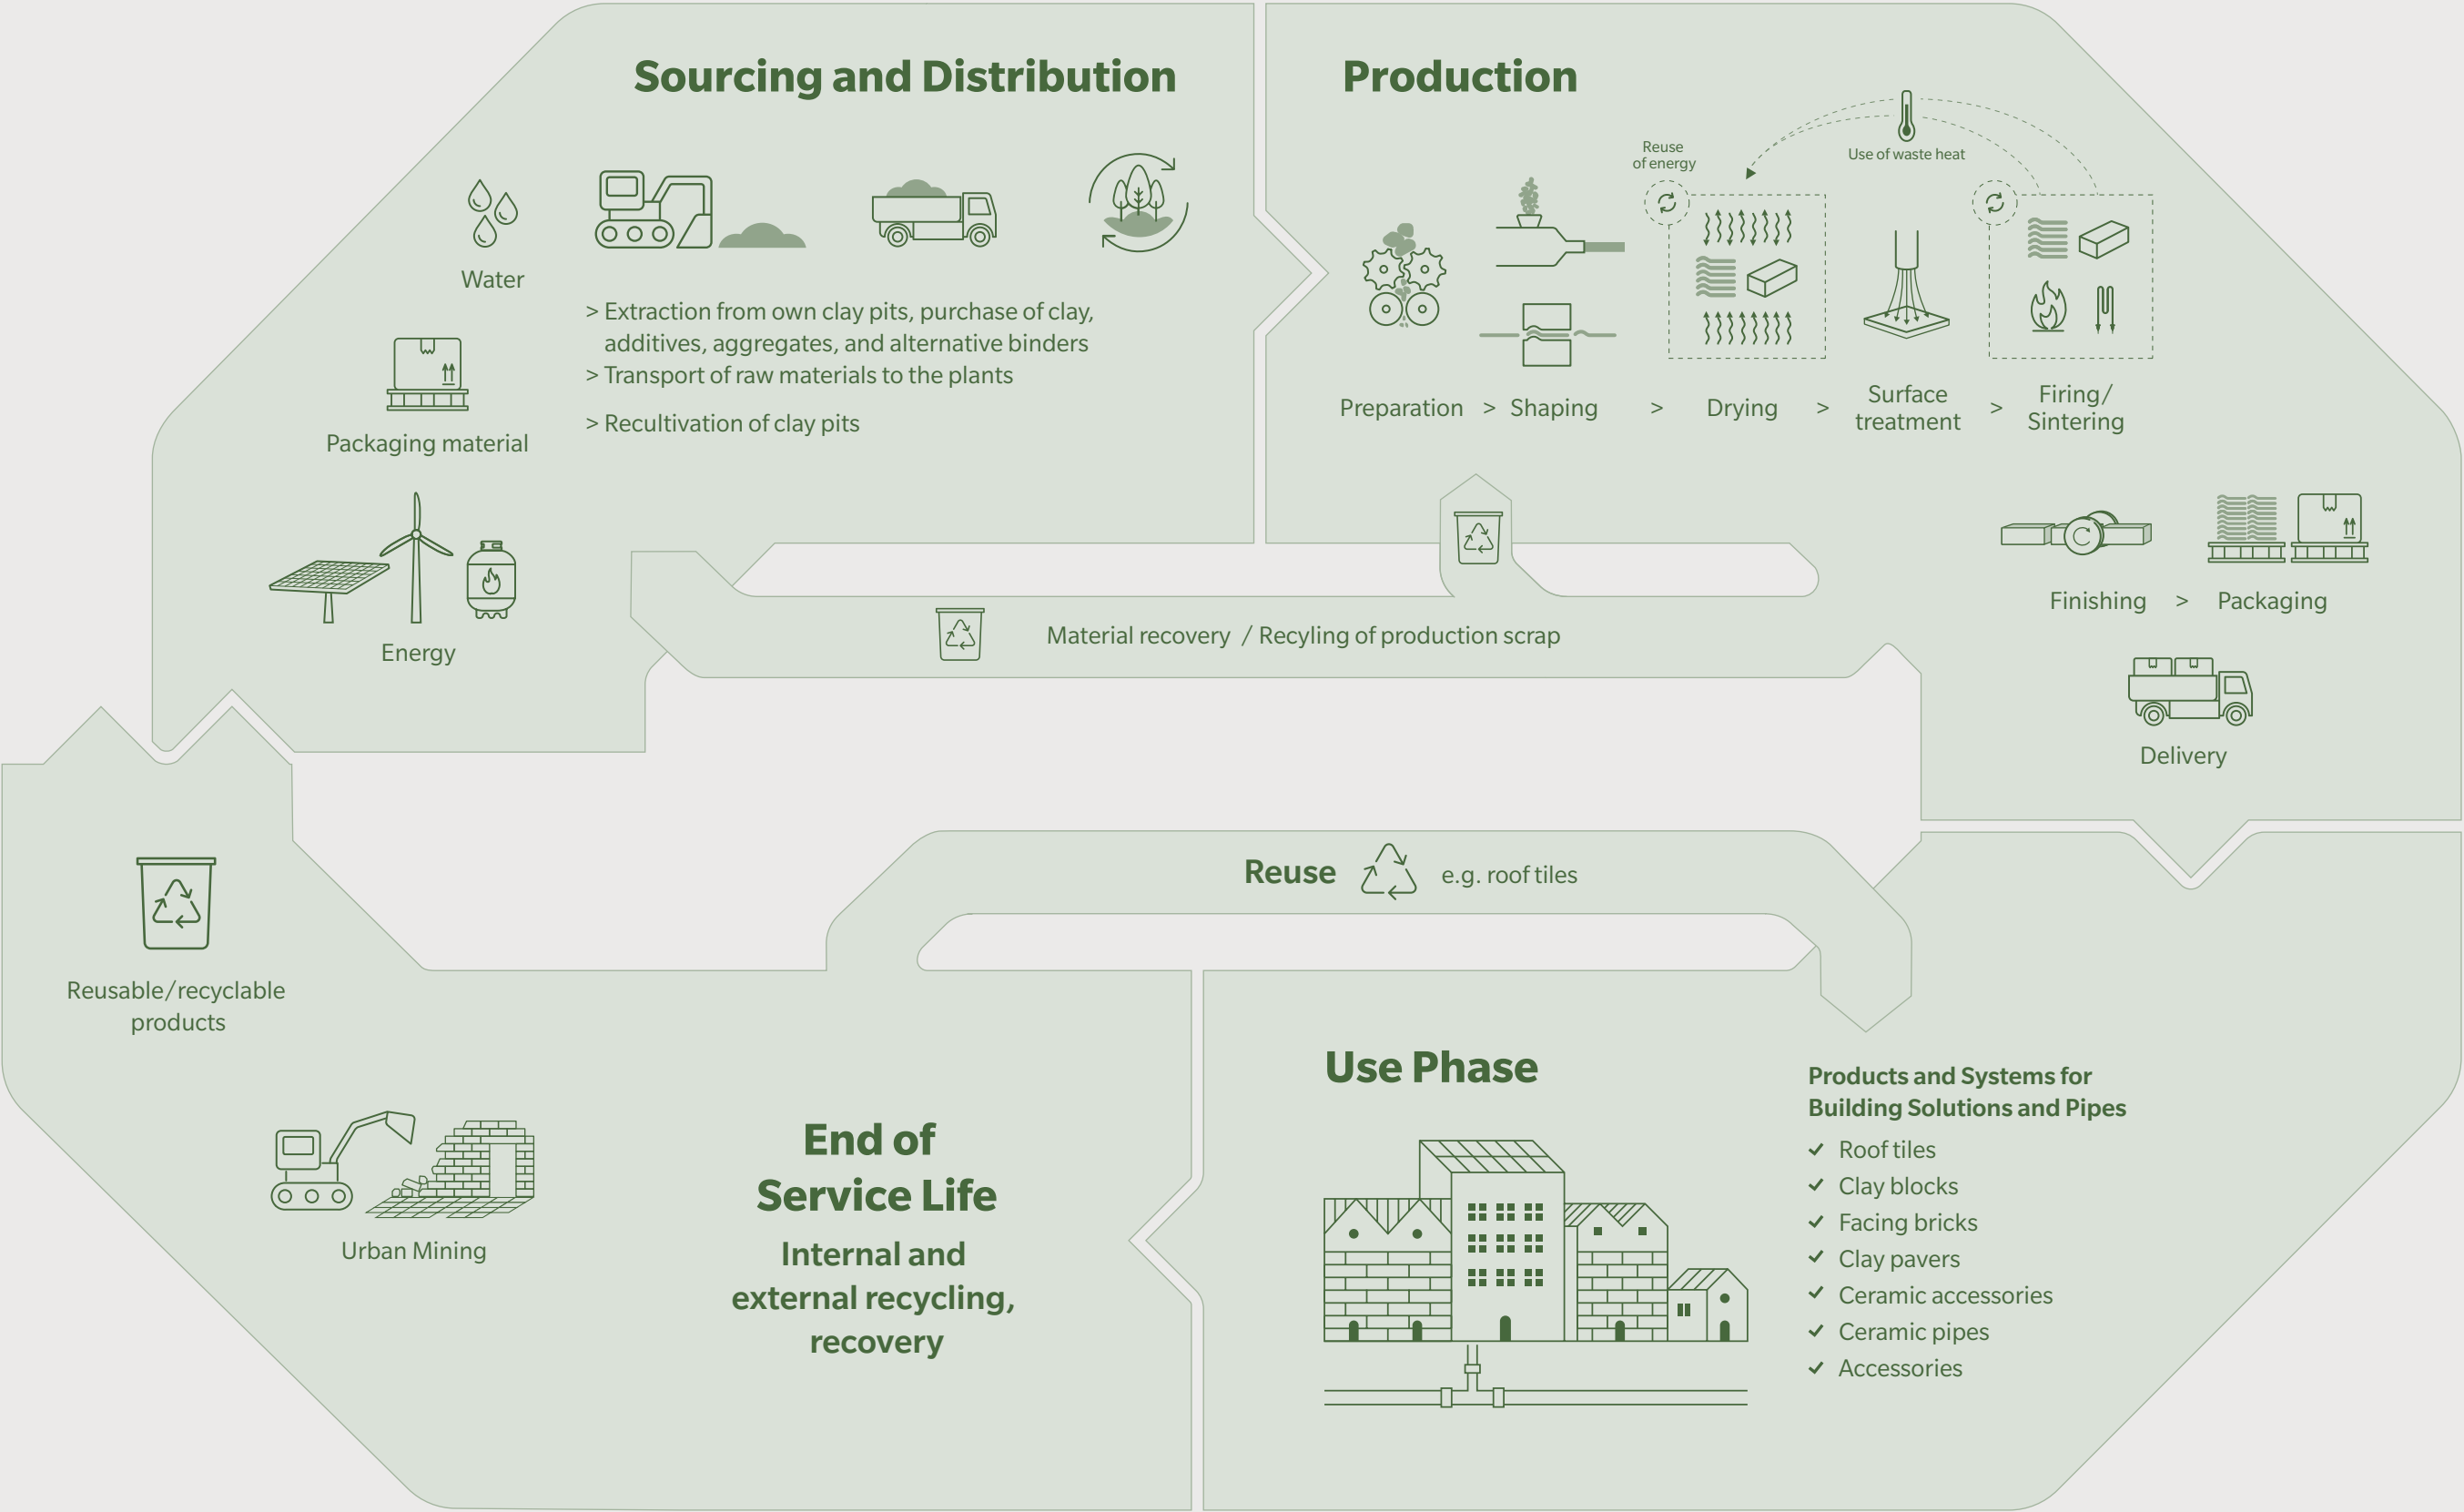 Sourcing and Distribution
Water
Packaging material
Energy
> Extraction from own clay pits, purchase of clay,
additives, aggregates, and alternative binders
> Transport of raw materials to the plants
> Recultivation of clay pits
Production
Reuse
of energy
Use of waste heat
Preparation > Shaping > Drying > Surface
treatment > Firing/
Sintering
Finishing > Packaging
Delivery
Material recovery / Recyling of production scrap
Reuse e.g. roof tiles
Reusable/recyclable
products
Urban Mining
End of
Service Life
Internal and
external recycling,
recovery
Use Phase
Products and Systems for
Building Solutions and Pipes
Roof tiles
Clay blocks
Facing bricks
Clay pavers
Ceramic accessories
Ceramic pipes
Accessories